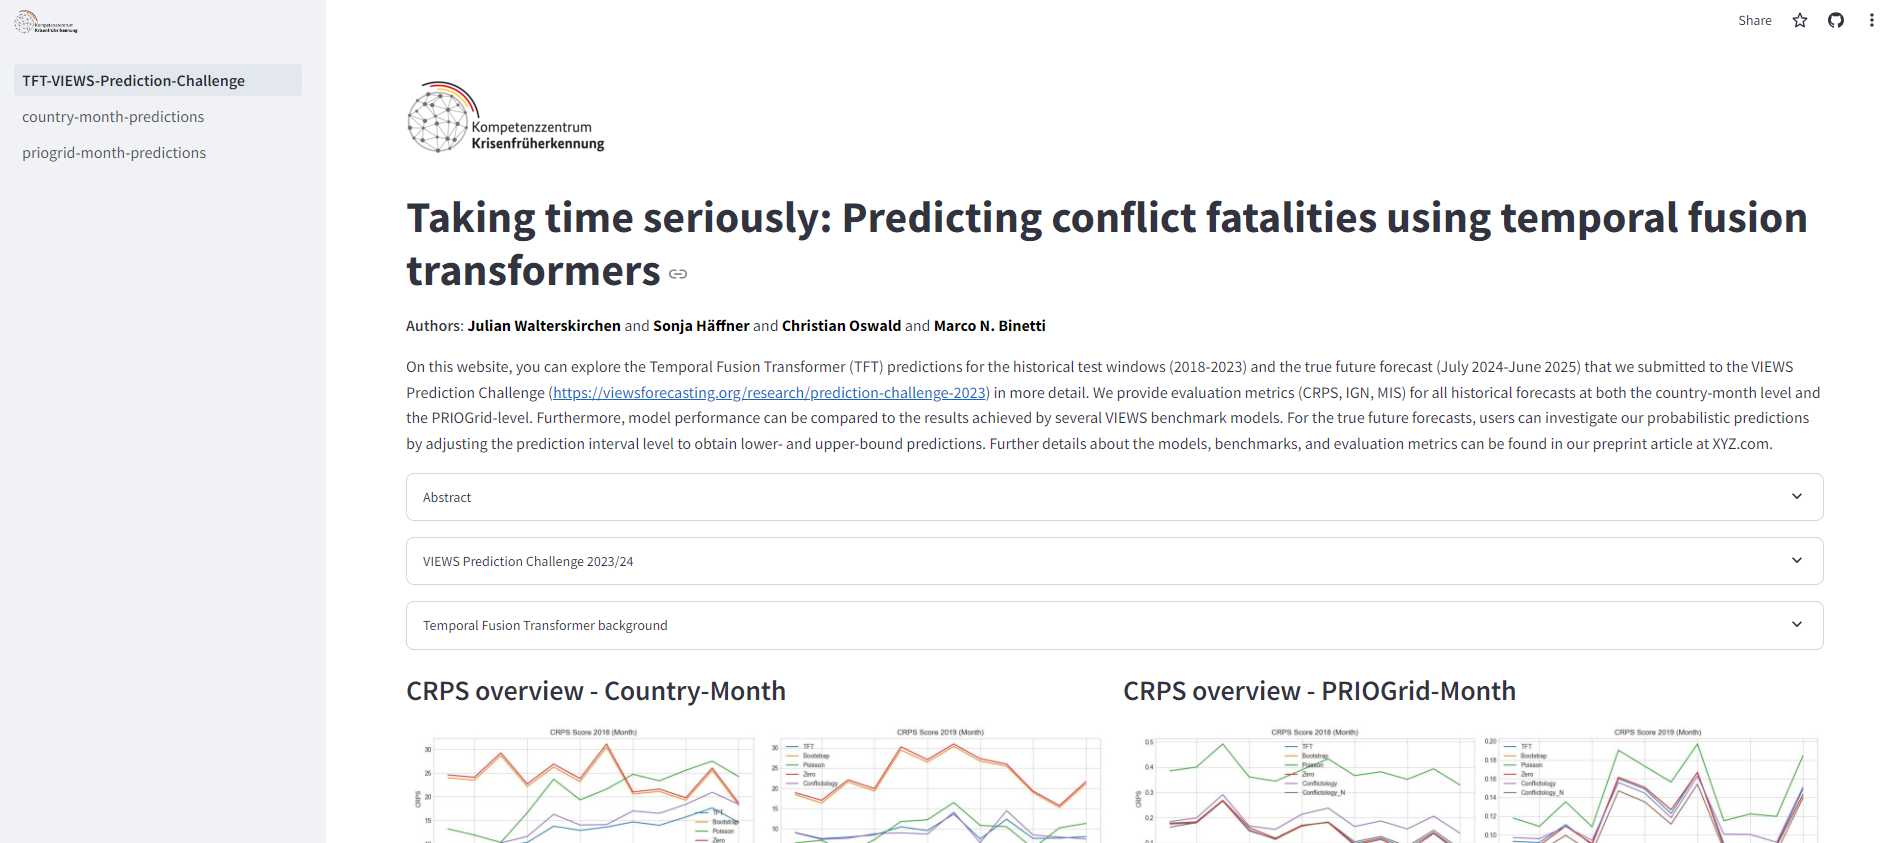 Kompetenzzentrum
Krisenfrüherkennung
TFT-VIEWS-Prediction-Challenge
country-month-predictions
priogrid-month-predictions
Share
Kompetenzzentrum
Krisenfrüherkennung
Taking time seriously: Predicting conflict fatalities using temporal fusion
transformers
Authors: Julian Walterskirchen and Sonja Häffner and Christian Oswald and Marco N. Binetti
On this website, you can explore the Temporal Fusion Transformer (TFT) predictions for the historical test windows (2018-2023) and the true future forecast (July 2024-June 2025) that we submitted to the VIEWS
Prediction Challenge (https://viewsforecasting.org/research/prediction-challenge-2023) in more detail. We provide evaluation metrics (CRPS, IGN, MIS) for all historical forecasts at both the country-month level and
the PRIOGrid-level. Furthermore, model performance can be compared to the results achieved by several VIEWS benchmark models. For the true future forecasts, users can investigate our probabilistic predictions
by adjusting the prediction interval level to obtain lower- and upper-bound predictions. Further details about the models, benchmarks, and evaluation metrics can be found in our preprint article at XYZ.com.
Abstract
VIEWS Prediction Challenge 2023/24
Temporal Fusion Transformer background
CRPS overview - Country-Month
CRPS Score 2018 (Month)
30
25
20
15
CRPS
TFT
Bootstrap
Poisson
Zero
CRPS Score 2019 (Month)
30
25
20
15
10
TFT
Bootstrap
Poisson
Zero
Conflictology
CRPS overview - PRIOGrid-Month
CRPS Score 2018 (Month)
0.5
0.4
0.3
0.2
CRPS
TFT
Bootstrap
Poisson
Zero
Conflictology
Conflictology_N
CRPS Score 2019 (Month)
0.20
0.18
0.16
0.14
0.12
0.10
TFT
Bootstrap
Poisson
Zero
Conflictology
Conflictology_N